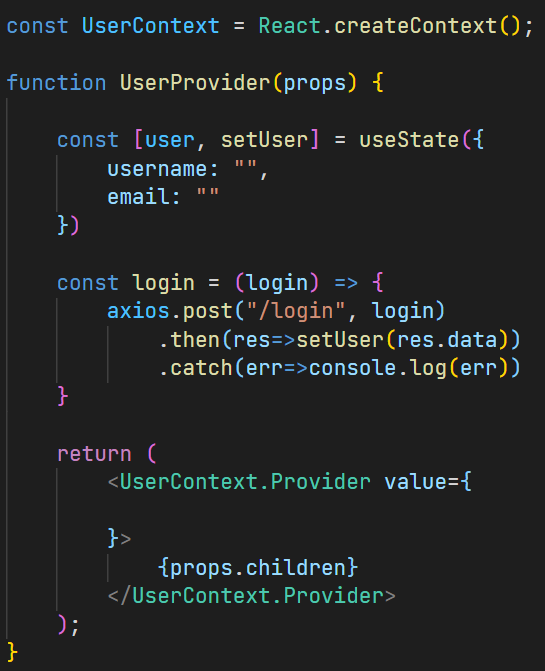 const UserContext = React.createContext();
function UserProvider(props) {
const [user, setUser] = useState({
username: "",
email: ""
})
const login = (login) => {
axios.post("/login", login)
.then(res=>setUser(res.data))
.catch(err=>console.log(err))
}
return (
<UserContext.Provider value={
}>
{props.children}
</UserContext.Provider>
);
}